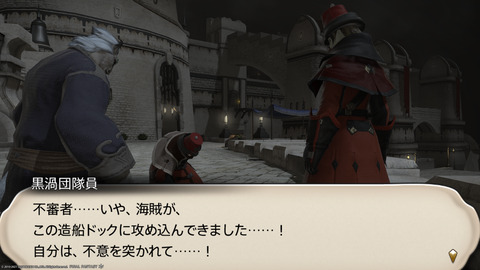 黒渦団隊員
不審者……いや、海賊が、
この造船ドックに攻め込んできました……！
自分は、不意を突かれて……！
FINAL FANTASY